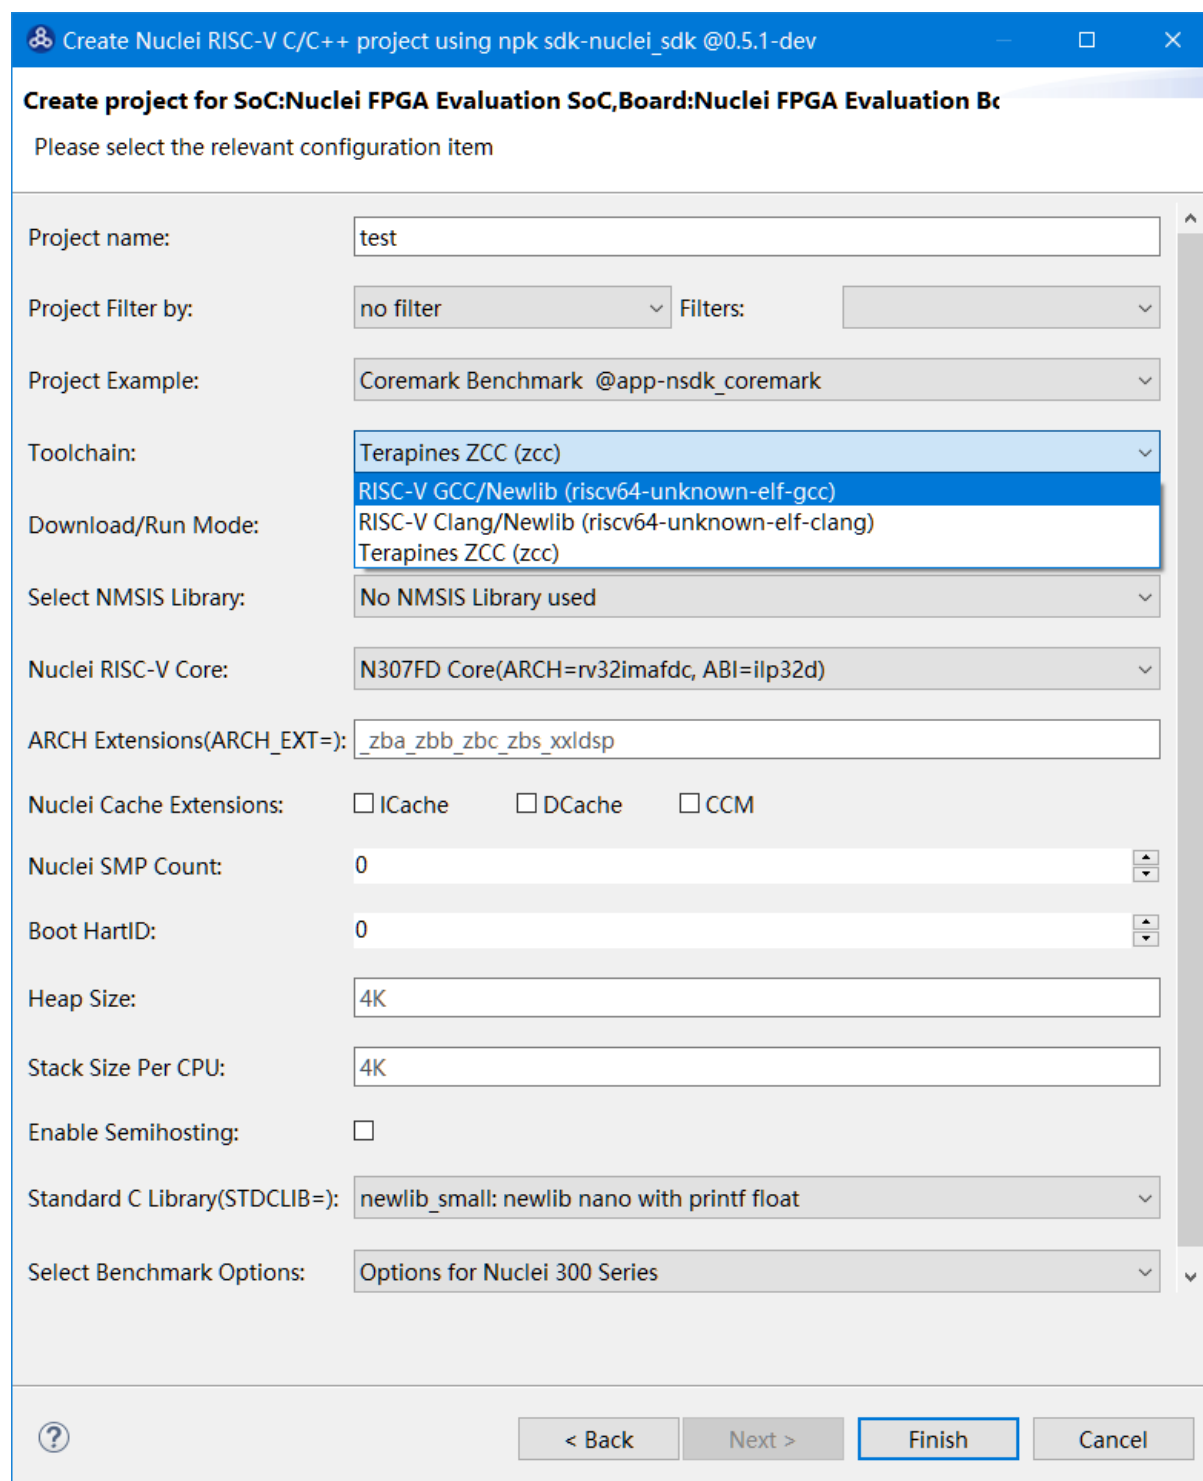 Create Nuclei RISC-V C/C++ project using npk sdk-nuclei_sdk @0.5.1-dev
Create project for SoC:Nuclei FPGA Evaluation SoC,Board:Nuclei FPGA Evaluation
Please select the relevant configuration item
Project name: test
Project Filter by: no filter Filters:
Project Example: Coremark Benchmark @app-nsdk_coremark
Toolchain: Terapines ZCC (zcc)
RISC-V GCC/Newlib (riscv64-unknown-elf-gcc)
Download/Run Mode: RISC-V Clang/Newlib (riscv64-unknown-elf-clang)
Terapines ZCC (zcc)
Select NMSIS Library: No NMSIS Library used
Nuclei RISC-V Core: N307FD Core(ARCH=rv32imafdc, ABI=ilp32d)
ARCH Extensions(ARCH_EXT=): _zba_zbb_zbc_zbs_xxldsp
Nuclei Cache Extensions: ICache DCache CCM
Nuclei SMP Count: 0
Boot HartID: 0
Heap Size: 4K
Stack Size Per CPU: 4K
Enable Semihosting:
Standard C Library(STDCLIB=): newlib_small: newlib nano with printf float
Select Benchmark Options: Options for Nuclei 300 Series
? < Back Next > Finish Cancel